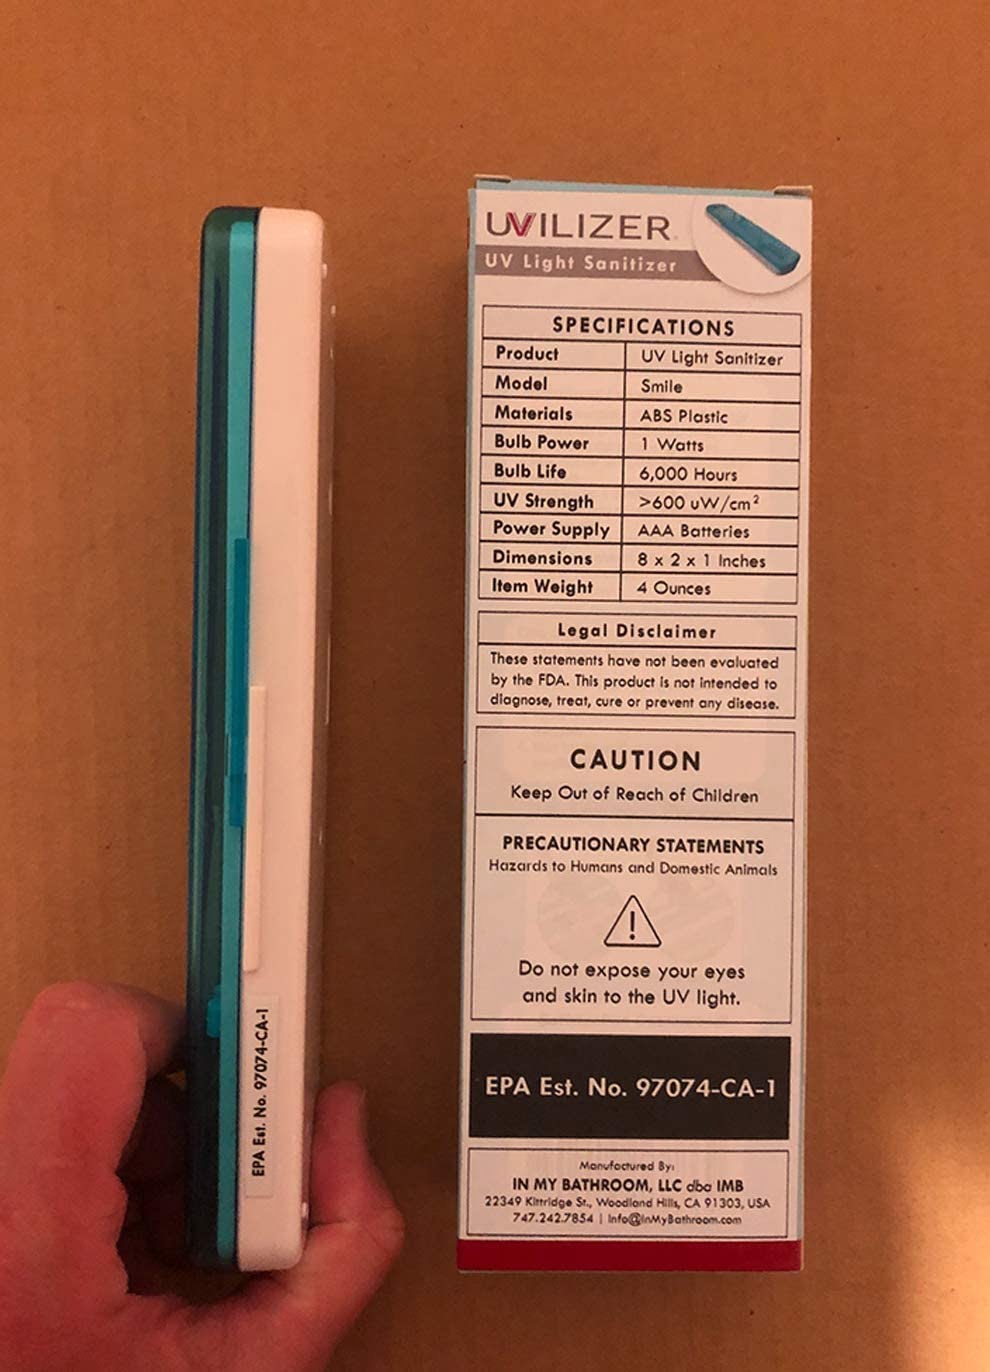 UVILIZER
UV Light Sanitizer
SPECIFICATIONS
Product UV Light Sanitizer
Model Smile
Materials ABS Plastic
Bulb Power 1 Watts
Bulb Life 6,000 Hours
UV Strength >600 uW/cm²
Power Supply AAA Batteries
Dimensions 8 x 2 x 1 Inches
Item Weight 4 Ounces
Legal Disclaimer
These statements have not been evaluated
by the FDA. This product is not intended to
diagnose, treat, cure or prevent any disease.
CAUTION
Keep Out of Reach of Children
PRECAUTIONARY STATEMENTS
Hazards to Humans and Domestic Animals
!
Do not expose your eyes
and skin to the UV light.
EPA Est. No. 97074-CA-1
Manufactured By:
IN MY BATHROOM, LLC dba IMB
22349 Kittridge St., Woodland Hills, CA 91303, USA
747.242.7854 | Info@InMyBathroom.com
EPA Est. No. 97074-CA-1